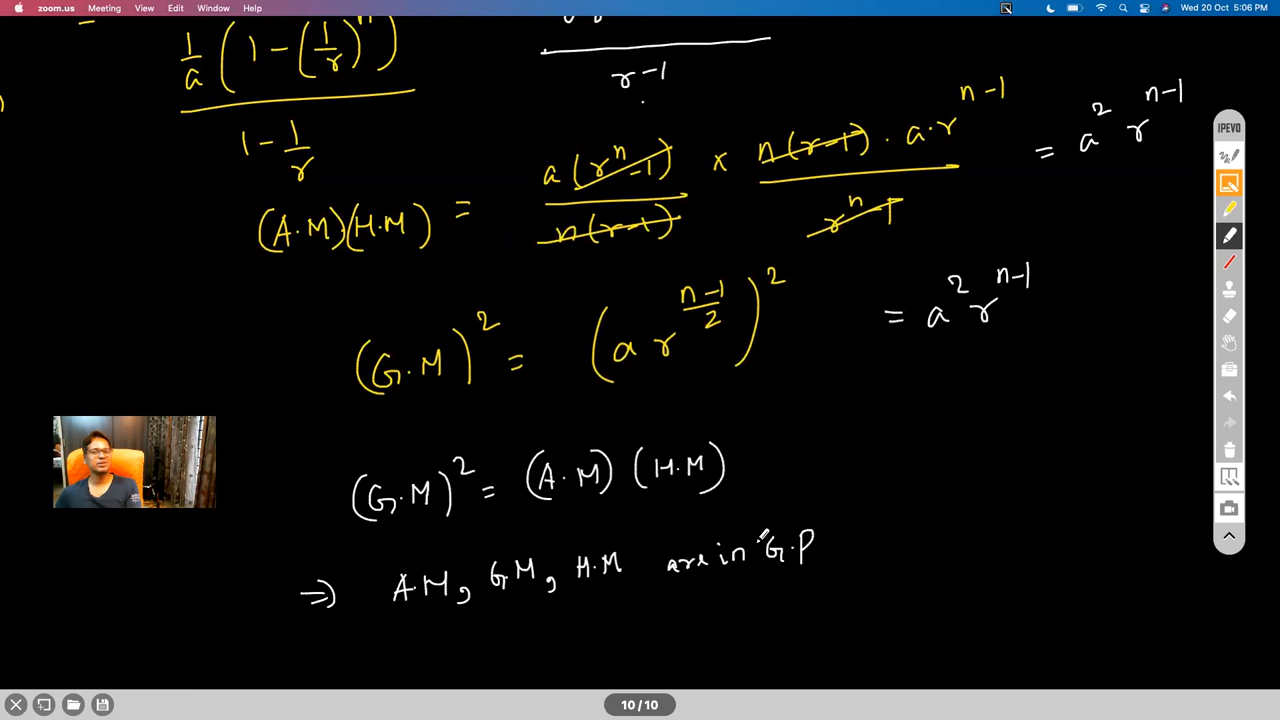 zoom.us Meeting View Edit Window Help Wed 20 Oct 5:06 PM
1/a (1-(1/r)^n) / 1-1/r
r-1
(A.M)(H.M) = a(r^n-1)/n(r-1) × n(r-1).a.r^n-1/r^n-1 = a^2 r^n-1
(G.M)^2 = (a r^n-1/2)^2 = a^2 r^n-1
(G.M)^2 = (A.M) (H.M)
⇒ A.M, GM, H.M are in G.P
IPEVO
10/10